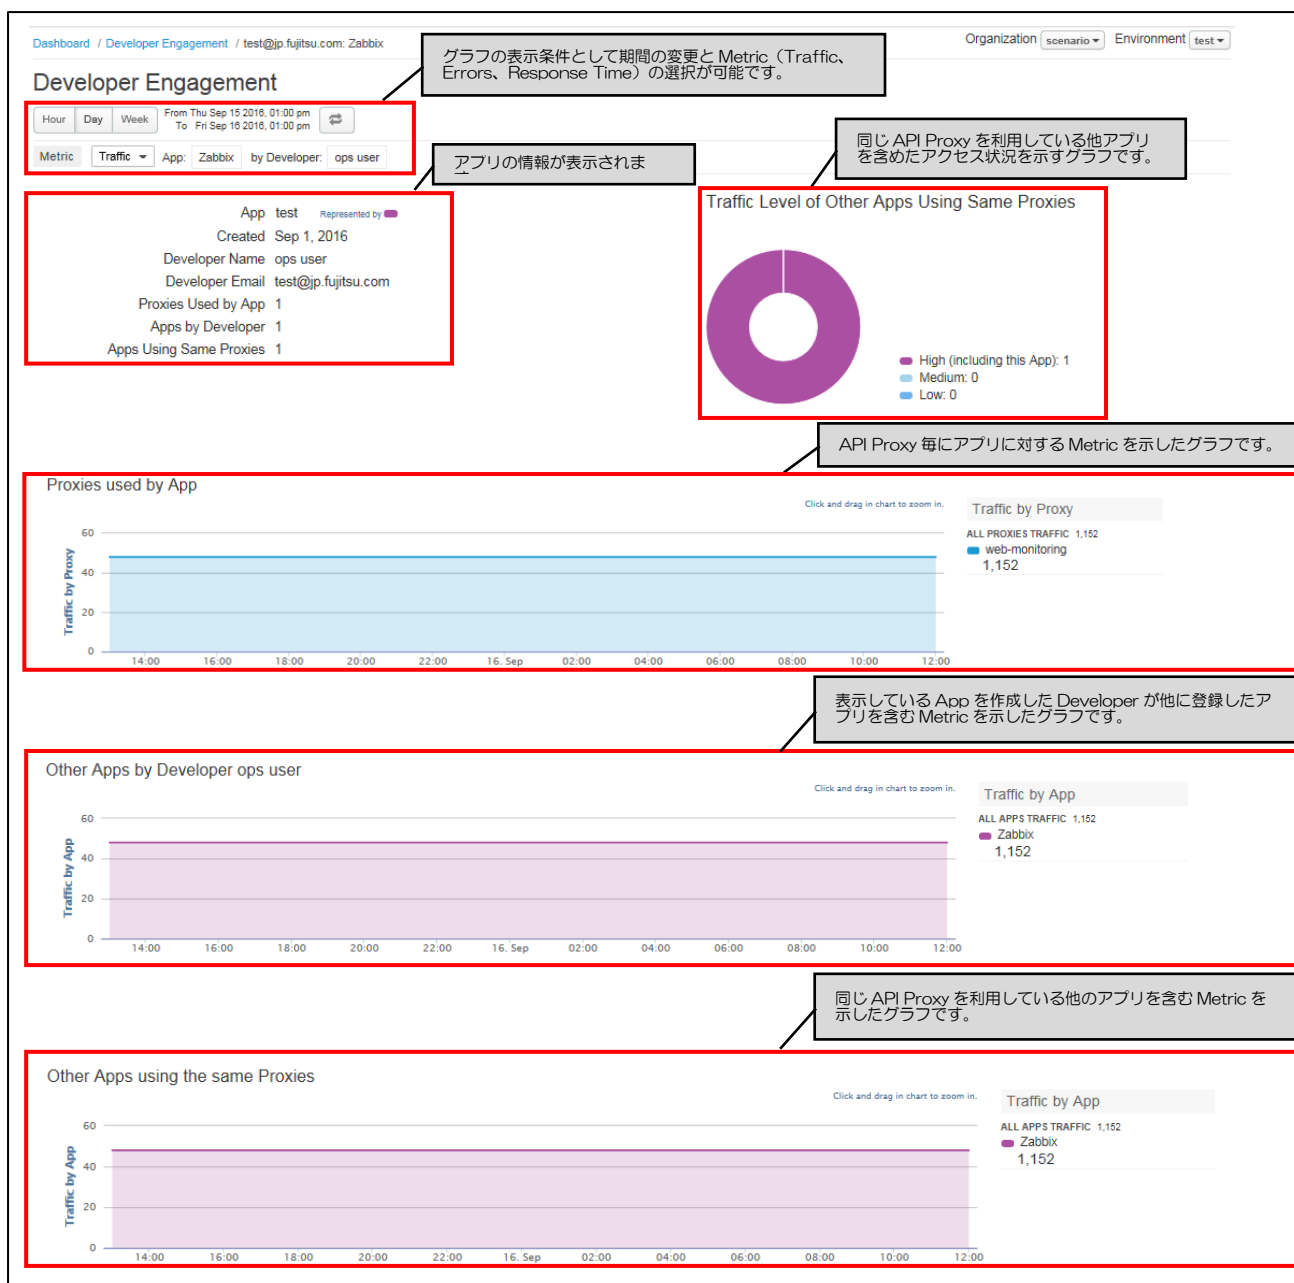 Dashboard / Developer Engagement / test@jp.fujitsu.com: Zabbix
Organization scenario Environment test
グラフの表示条件として期間の変更と Metric（Traffic、
Errors、Response Time）の選択が可能です。
Developer Engagement
Hour Day Week
From Thu Sep 15 2016, 01:00 pm
To Fri Sep 16 2016, 01:00 pm
Metric Traffic App: Zabbix by Developer: ops user
アプリの情報が表示されま
同じ API Proxy を利用している他アプリ
を含めたアクセス状況を示すグラフです。
App test Represented by
Created Sep 1, 2016
Developer Name ops user
Developer Email test@jp.fujitsu.com
Proxies Used by App 1
Apps by Developer 1
Apps Using Same Proxies 1
Traffic Level of Other Apps Using Same Proxies
High (including this App): 1
Medium: 0
Low: 0
API Proxy 毎にアプリに対する Metric を示したグラフです。
Proxies used by App
Click and drag in chart to zoom in.
Traffic by Proxy
60
40
20
0
14:00 16:00 18:00 20:00 22:00 16. Sep 02:00 04:00 06:00 08:00 10:00 12:00
Traffic by Proxy
ALL PROXIES TRAFFIC 1,152
web-monitoring
1,152
表示している App を作成した Developer が他に登録したア
プリを含む Metric を示したグラフです。
Other Apps by Developer ops user
Click and drag in chart to zoom in.
Traffic by App
60
40
20
0
14:00 16:00 18:00 20:00 22:00 16. Sep 02:00 04:00 06:00 08:00 10:00 12:00
Traffic by App
ALL APPS TRAFFIC 1,152
Zabbix
1,152
同じ API Proxy を利用している他のアプリを含む Metric を
示したグラフです。
Other Apps using the same Proxies
Click and drag in chart to zoom in.
Traffic by App
60
40
20
0
14:00 16:00 18:00 20:00 22:00 16. Sep 02:00 04:00 06:00 08:00 10:00 12:00
Traffic by App
ALL APPS TRAFFIC 1,152
Zabbix
1,152